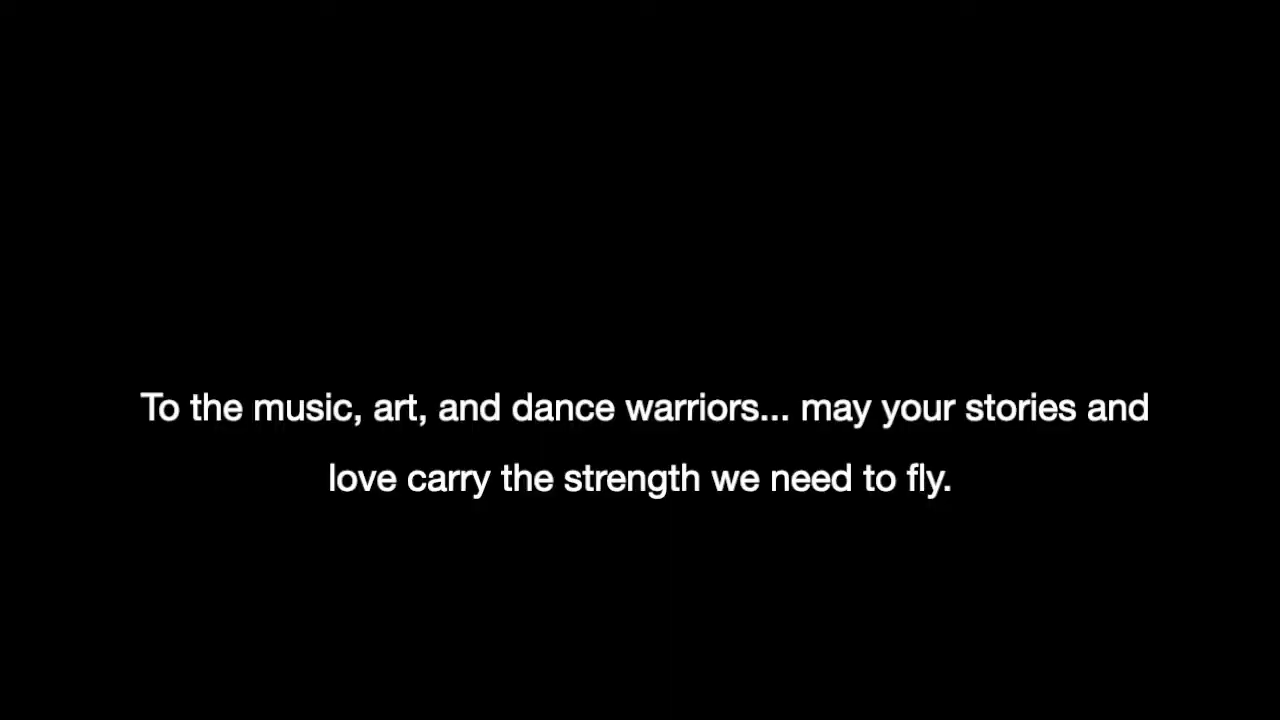 To the music, art, and dance warriors... may your stories and
love carry the strength we need to fly.